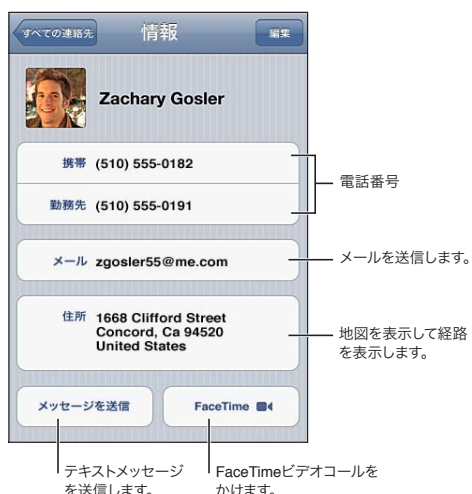 すべての連絡先
情報
編集
Zachary Gosler
携帯 (510) 555-0182
勤務先 (510) 555-0191
電話番号
メール zgosler55@me.com
メールを送信します。
住所 1668 Clifford Street
Concord, Ca 94520
United States
地図を表示して経路
を表示します。
メッセージを送信
FaceTime
テキストメッセージ
を送信します。
FaceTimeビデオコールを
かけます。